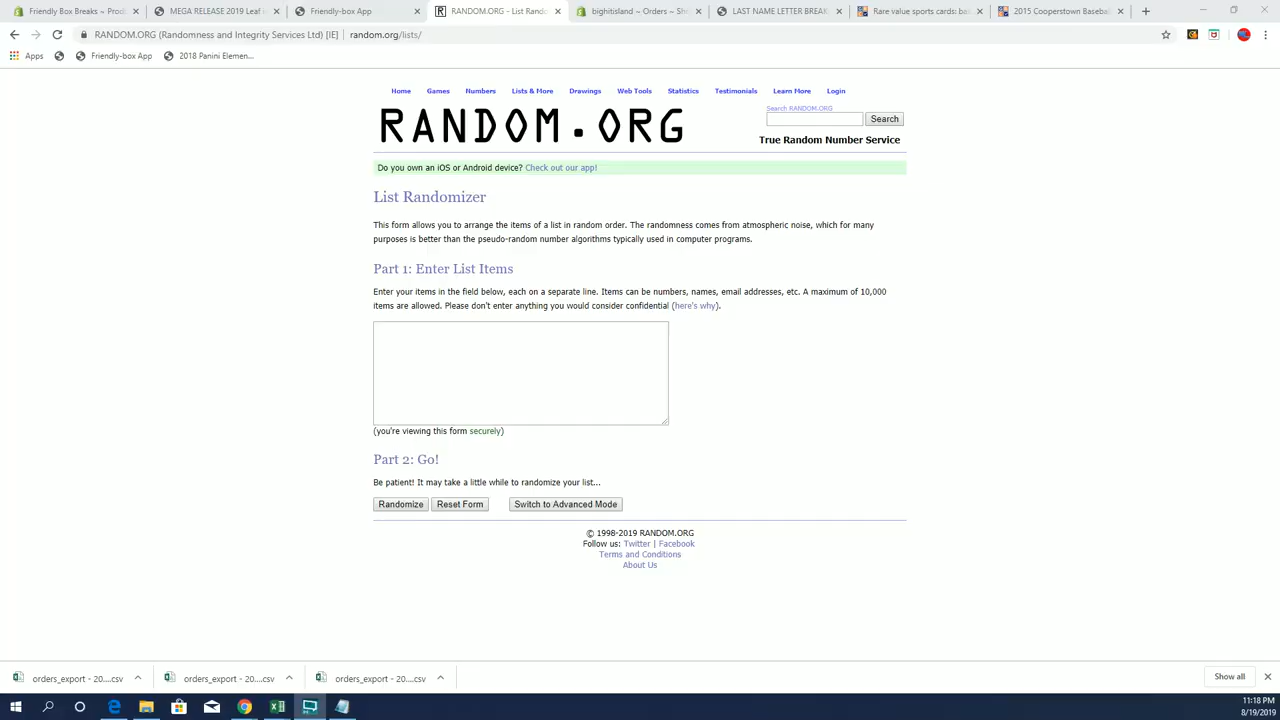 Friendly Box Breaks ~ Prod
MEGA RELEASE 2019 Leaf
Friendly-box App
RANDOM.ORG - List Rando
bighitisland ~ Orders ~ Sh
LAST NAME LETTER BREAK
Rare value sports cards: ba
2015 Cooperstown Baseba
RANDOM.ORG (Randomness and Integrity Services Ltd) [IE] | random.org/lists/
Apps
Friendly-box App
2018 Panini Elemen...
Home Games Numbers Lists & More Drawings Web Tools Statistics Testimonials Learn More Login
RANDOM.ORG
Search RANDOM.ORG
Search
True Random Number Service
Do you own an iOS or Android device? Check out our app!
List Randomizer
This form allows you to arrange the items of a list in random order. The randomness comes from atmospheric noise, which for many
purposes is better than the pseudo-random number algorithms typically used in computer programs.
Part 1: Enter List Items
Enter your items in the field below, each on a separate line. Items can be numbers, names, email addresses, etc. A maximum of 10,000
items are allowed. Please don't enter anything you would consider confidential (here's why).
(you're viewing this form securely)
Part 2: Go!
Be patient! It may take a little while to randomize your list...
Randomize Reset Form Switch to Advanced Mode
© 1998-2019 RANDOM.ORG
Follow us: Twitter | Facebook
Terms and Conditions
About Us
orders_export - 20....csv
orders_export - 20....csv
orders_export - 20....csv
Show all
11:18 PM
8/19/2019